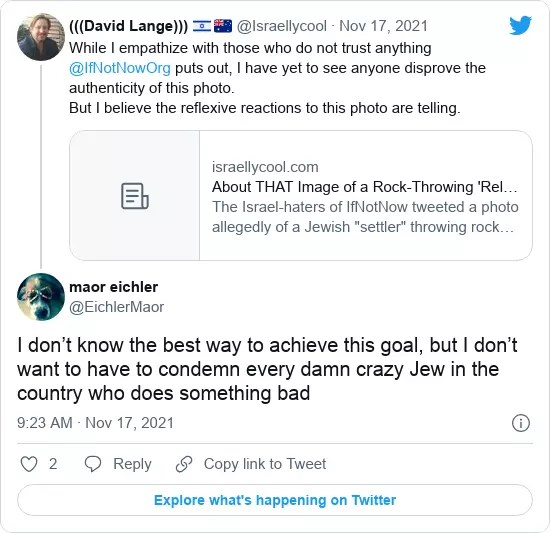 (((David Lange))) 🇮🇱 🇦🇺 @Israellycool · Nov 17, 2021
While I empathize with those who do not trust anything
@IfNotNowOrg puts out, I have yet to see anyone disprove the
authenticity of this photo.
But I believe the reflexive reactions to this photo are telling.
israellycool.com
About THAT Image of a Rock-Throwing 'Rel…
The Israel-haters of IfNotNow tweeted a photo
allegedly of a Jewish "settler" throwing rock…
maor eichler
@EichlerMaor
I don’t know the best way to achieve this goal, but I don’t
want to have to condemn every damn crazy Jew in the
country who does something bad
9:23 AM · Nov 17, 2021
2 Reply Copy link to Tweet
Explore what's happening on Twitter